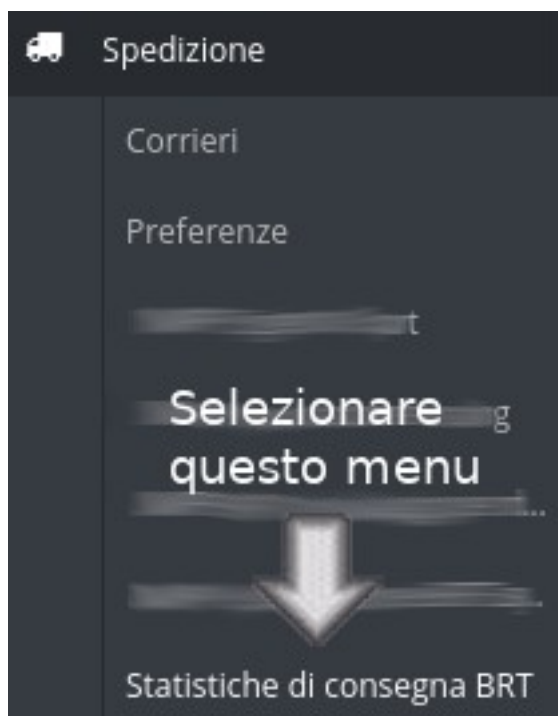 Spedizione
Corrieri
Preferenze
Selezionare
questo menu
Statistiche di consegna BRT